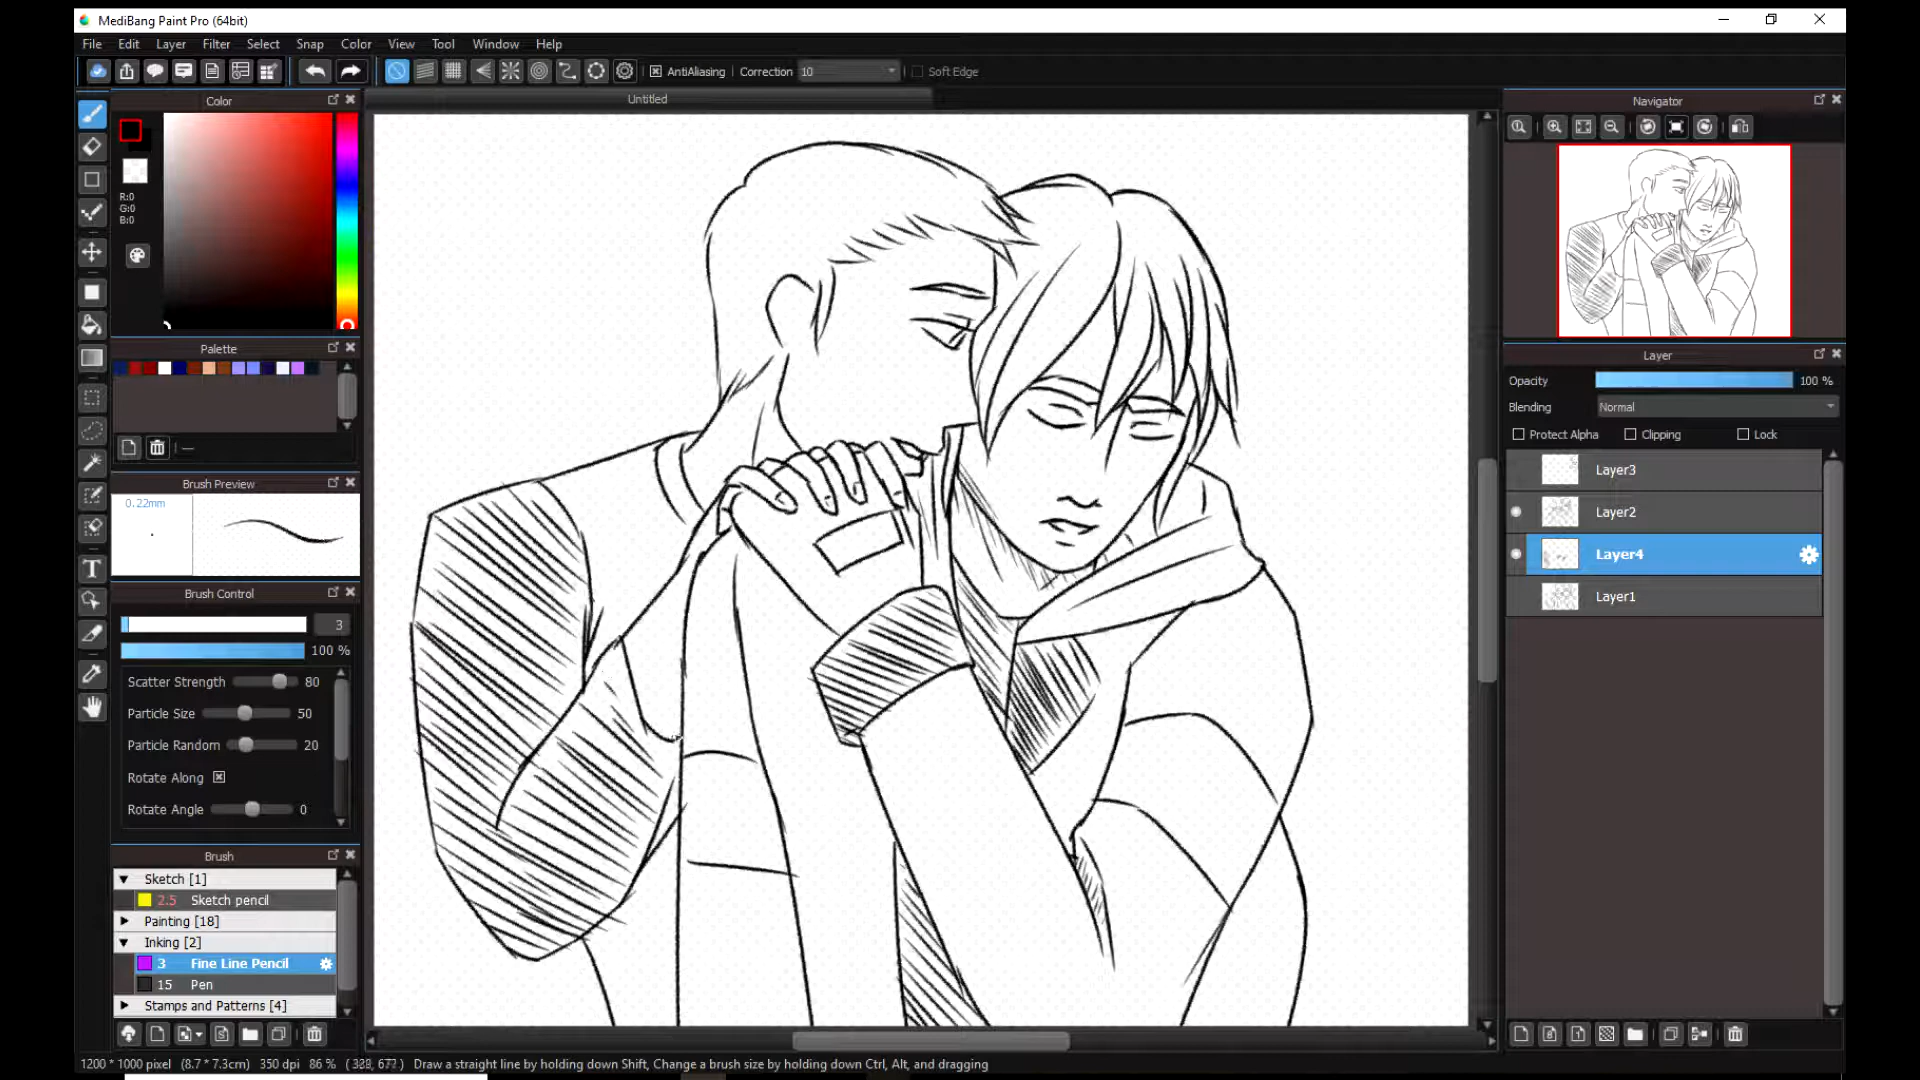 MediBang Paint Pro (64bit)
File Edit Layer Filter Select Snap Color View Tool Window Help
AntiAliasing Correction 10 Soft Edge
Color
Untitled
Navigator
R:0
G:0
B:0
Palette
Brush Preview
0.22mm
Brush Control
3
100 %
Scatter Strength 80
Particle Size 50
Particle Random 20
Rotate Along
Rotate Angle 0
Brush
Sketch [1]
2.5 Sketch pencil
Painting [18]
Inking [2]
3 Fine Line Pencil
15 Pen
Stamps and Patterns [4]
Layer
Opacity 100 %
Blending Normal
Protect Alpha Clipping Lock
Layer3
Layer2
Layer4
Layer1
1200 * 1000 pixel (8.7 * 7.3cm) 350 dpi 86 % Draw a straight line by holding down Shift, Change a brush size by holding down Ctrl, Alt, and dragging